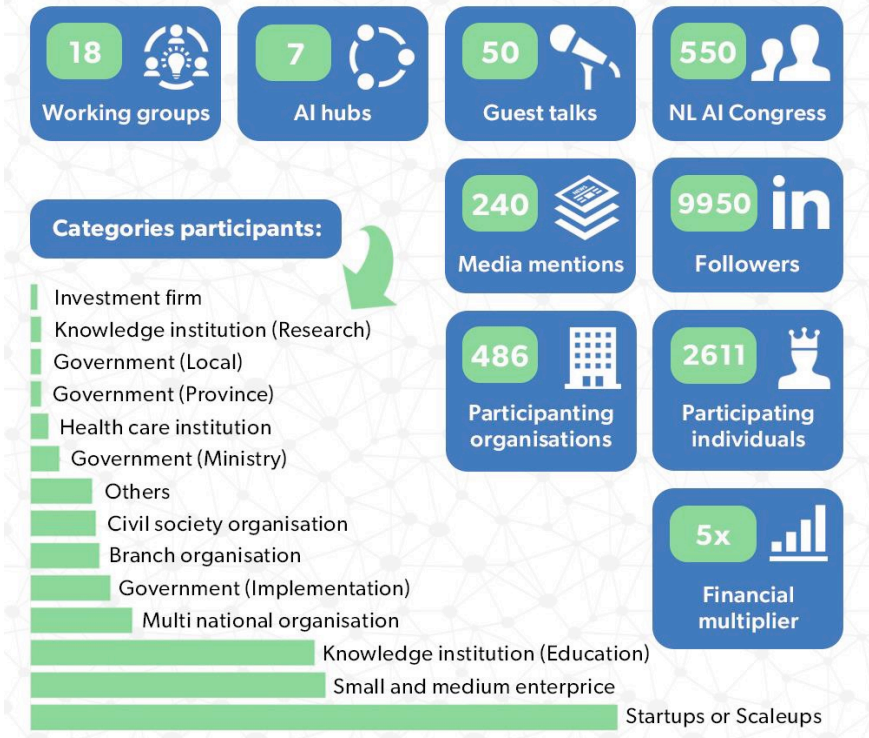 18
Working groups
7
AI hubs
50
Guest talks
550
NL AI Congress
240
Media mentions
9950
in
Followers
486
Participanting
organisations
2611
Participating
individuals
5x
Financial
multiplier
Categories participants:
Investment firm
Knowledge institution (Research)
Government (Local)
Government (Province)
Health care institution
Government (Ministry)
Others
Civil society organisation
Branch organisation
Government (Implementation)
Multi national organisation
Knowledge institution (Education)
Small and medium enterprice
Startups or Scaleups